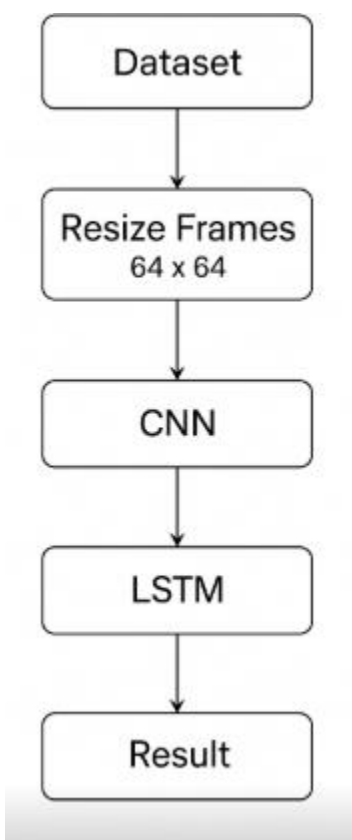 Dataset
Resize Frames
64 x 64
CNN
LSTM
Result